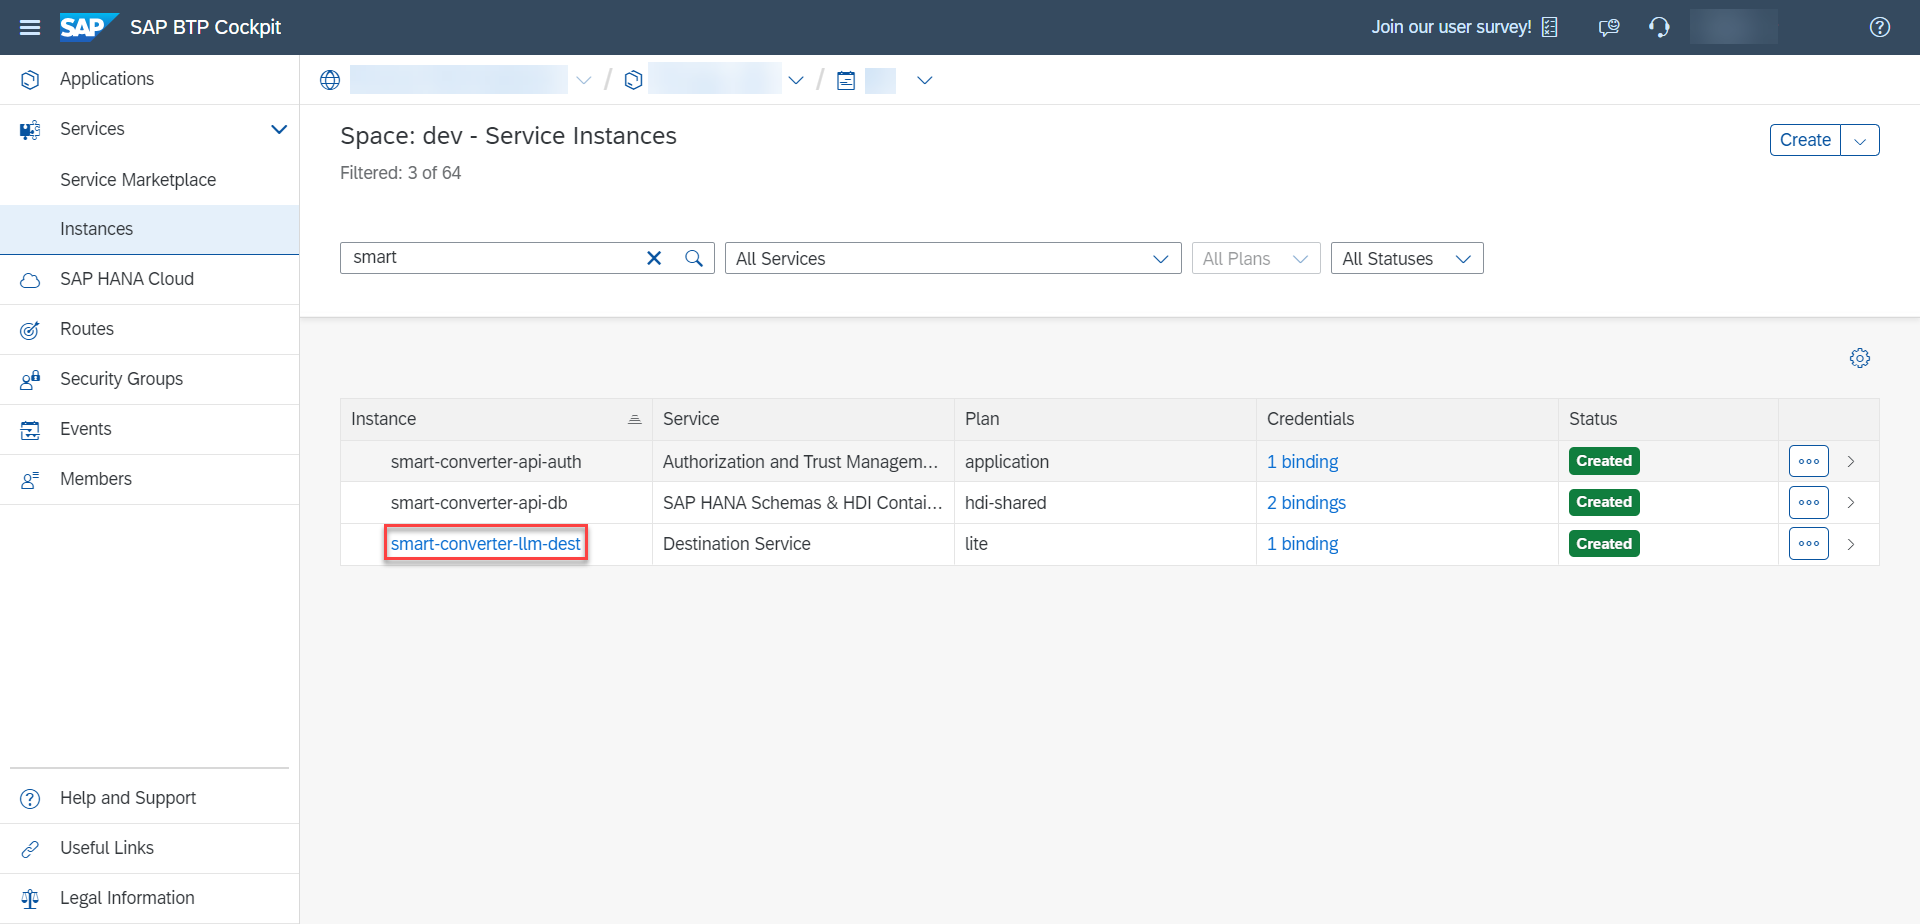 SAP SAP BTP Cockpit
Join our user survey!
Applications
Services
Service Marketplace
Instances
SAP HANA Cloud
Routes
Security Groups
Events
Members
Help and Support
Useful Links
Legal Information
/ /
Space: dev - Service Instances
Filtered: 3 of 64
Create
smart
All Services
All Plans
All Statuses
Instance Service Plan Credentials Status
smart-converter-api-auth Authorization and Trust Managem... application 1 binding Created
smart-converter-api-db SAP HANA Schemas & HDI Contai... hdi-shared 2 bindings Created
smart-converter-llm-dest Destination Service lite 1 binding Created